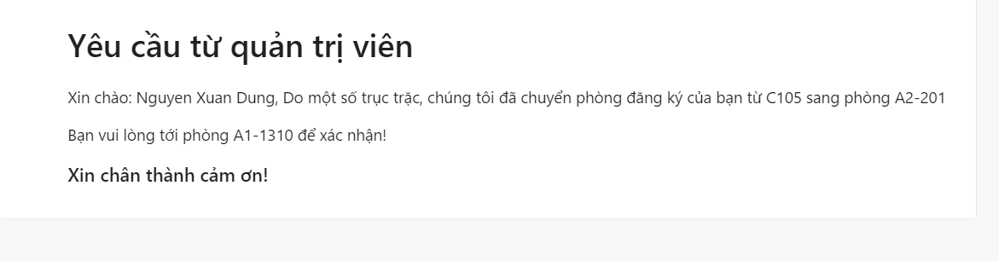 Yêu cầu từ quản trị viên
Xin chào: Nguyen Xuan Dung, Do một số trục trặc, chúng tôi đã chuyển phòng đăng ký của bạn từ C105 sang phòng A2-201
Bạn vui lòng tới phòng A1-1310 để xác nhận!
Xin chân thành cảm ơn!